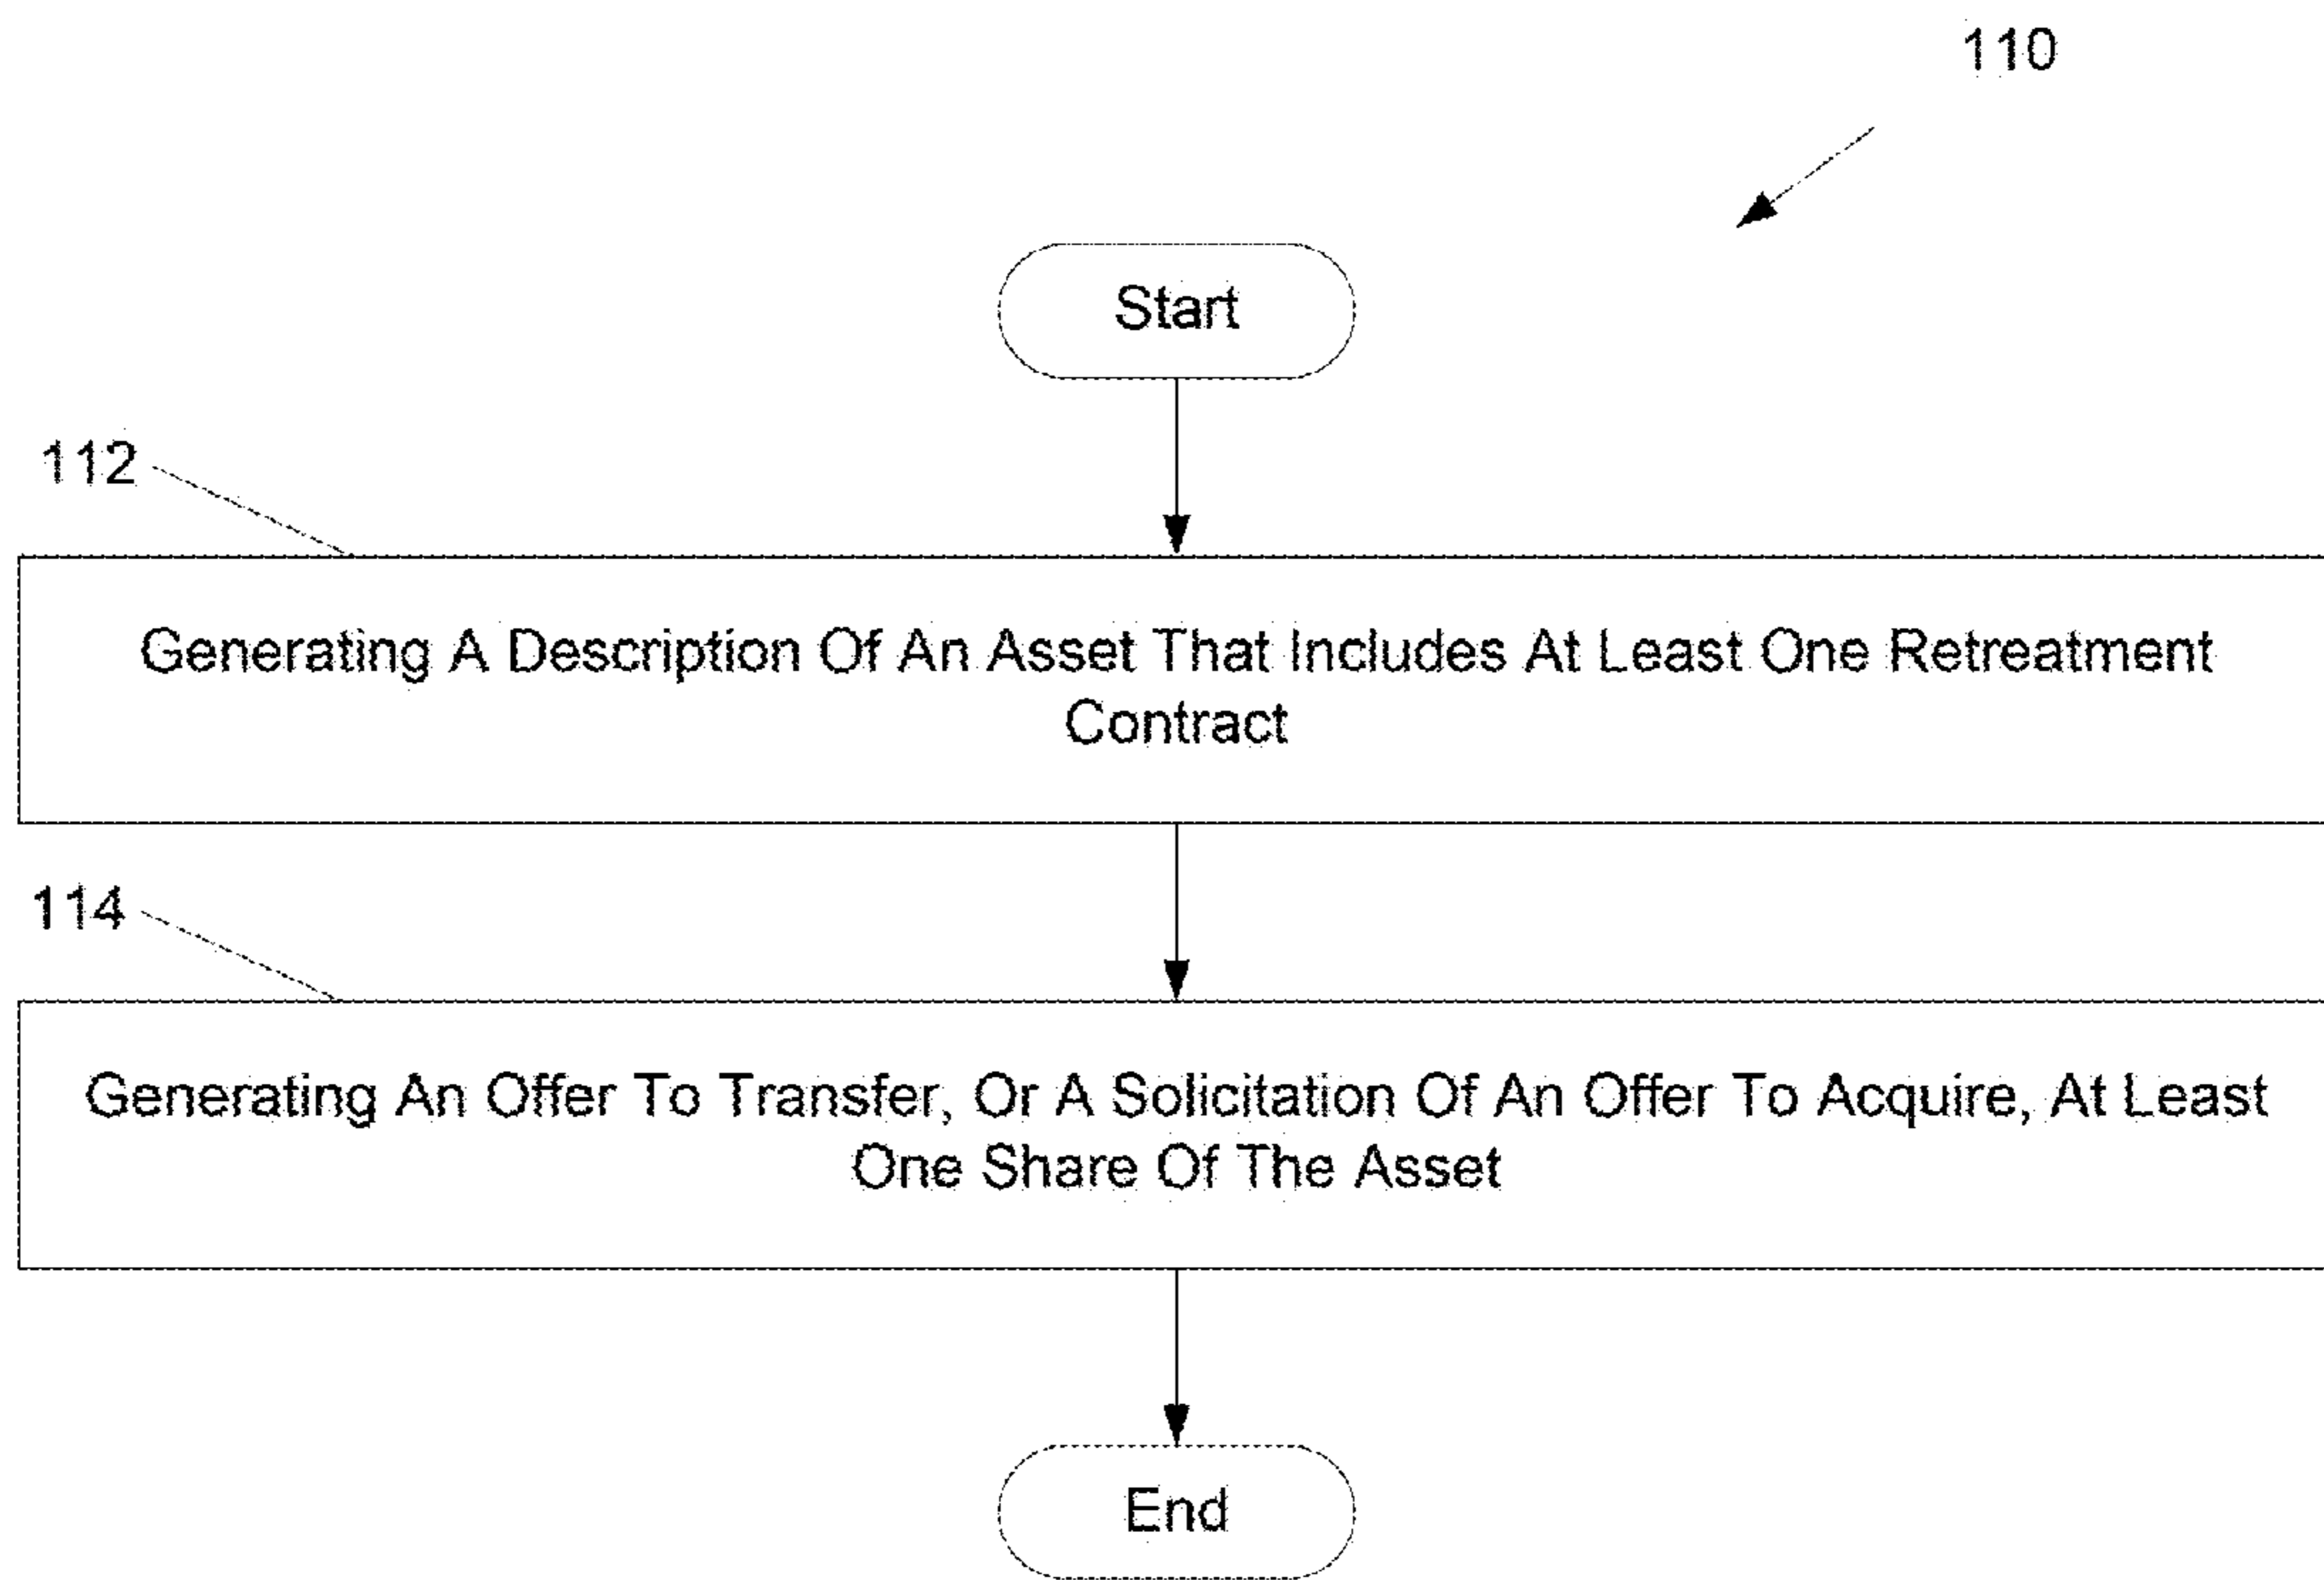 110
Start
112
Generating A Description Of An Asset That Includes At Least One Retreatment
Contract
114
Generating An Offer To Transfer, Or A Solicitation Of An Offer To Acquire, At Least
One Share Of The Asset
End